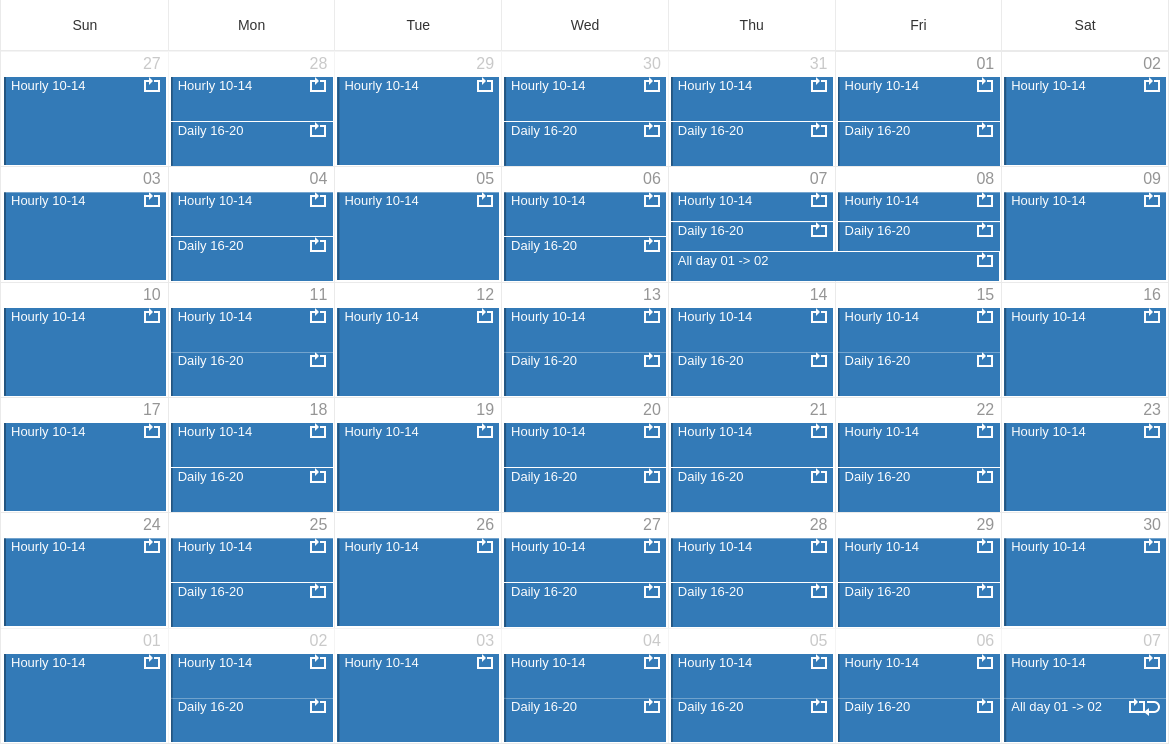 Sun Mon Tue Wed Thu Fri Sat
27 28 29 30 31 01 02
Hourly 10-14 Hourly 10-14 Hourly 10-14 Hourly 10-14 Hourly 10-14 Hourly 10-14 Hourly 10-14
Daily 16-20 Daily 16-20 Daily 16-20 Daily 16-20
03 04 05 06 07 08 09
Hourly 10-14 Hourly 10-14 Hourly 10-14 Hourly 10-14 Hourly 10-14 Hourly 10-14 Hourly 10-14
Daily 16-20 Daily 16-20 Daily 16-20 Daily 16-20
All day 01 -> 02
10 11 12 13 14 15 16
Hourly 10-14 Hourly 10-14 Hourly 10-14 Hourly 10-14 Hourly 10-14 Hourly 10-14 Hourly 10-14
Daily 16-20 Daily 16-20 Daily 16-20 Daily 16-20
17 18 19 20 21 22 23
Hourly 10-14 Hourly 10-14 Hourly 10-14 Hourly 10-14 Hourly 10-14 Hourly 10-14 Hourly 10-14
Daily 16-20 Daily 16-20 Daily 16-20 Daily 16-20
24 25 26 27 28 29 30
Hourly 10-14 Hourly 10-14 Hourly 10-14 Hourly 10-14 Hourly 10-14 Hourly 10-14 Hourly 10-14
Daily 16-20 Daily 16-20 Daily 16-20 Daily 16-20
01 02 03 04 05 06 07
Hourly 10-14 Hourly 10-14 Hourly 10-14 Hourly 10-14 Hourly 10-14 Hourly 10-14 Hourly 10-14
Daily 16-20 Daily 16-20 Daily 16-20 Daily 16-20 All day 01 -> 02